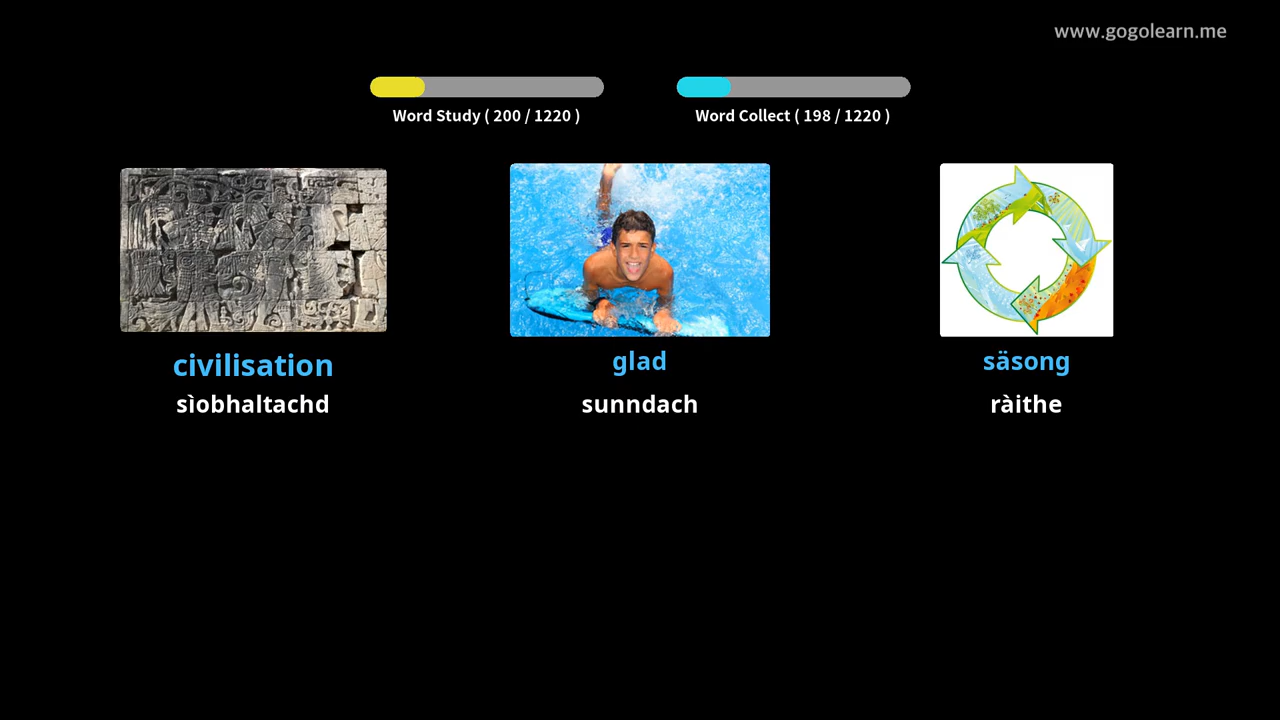 www.gogolearn.me
Word Study ( 200 / 1220 )
Word Collect ( 198 / 1220 )
civilisation
sìobhaltachd
glad
sunndach
säsong
ràithe